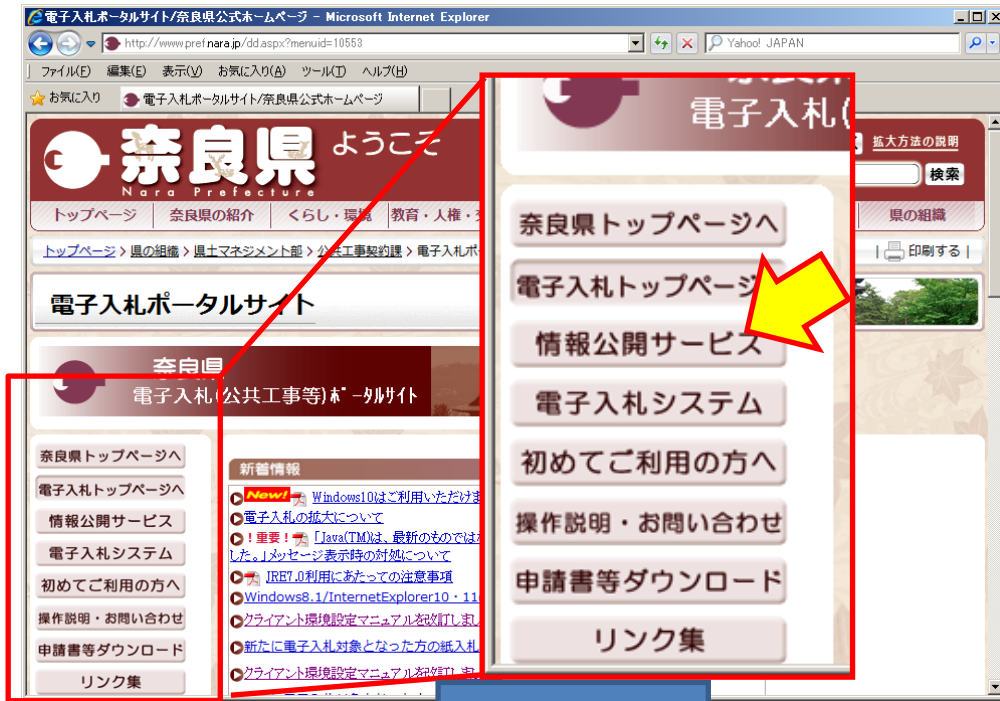 電子入札ポータルサイト/奈良県公式ホームページ - Microsoft Internet Explorer
http://www.pref.nara.jp/dd.aspx?menuid=10553
Yahoo! JAPAN
ファイル(F) 編集(E) 表示(V) お気に入り(A) ツール(T) ヘルプ(H)
お気に入り
電子入札ポータルサイト/奈良県公式ホームページ
奈良県 ようこそ
Nara Prefecture
拡大方法の説明
検索
トップページ
奈良県の紹介
くらし・環境
教育・人権・
県の組織
トップページ > 県の組織 > 県土マネジメント部 > 公共工事契約課 > 電子入札ポ
| 印刷する |
電子入札ポータルサイト
奈良県
電子入札(公共工事等)ポータルサイト
奈良県トップページへ
電子入札トップページへ
情報公開サービス
電子入札システム
初めてご利用の方へ
操作説明・お問い合わせ
申請書等ダウンロード
リンク集
新着情報
New! Windows10はご利用いただけま
電子入札の拡大について
!重要! 「Java(TM)は、最新のものでは
した。」メッセージ表示時の対処について
JRE7.0利用にあたっての注意事項
Windows8.1/InternetExplorer10・11
クライアント環境設定マニュアルを改訂しまし
新たに電子入札対象となった方の紙入札
クライアント環境設定マニュアルを改訂しまし
電子入札(
奈良県トップページへ
電子入札トップページ
情報公開サービス
電子入札システム
初めてご利用の方へ
操作説明・お問い合わせ
申請書等ダウンロード
リンク集